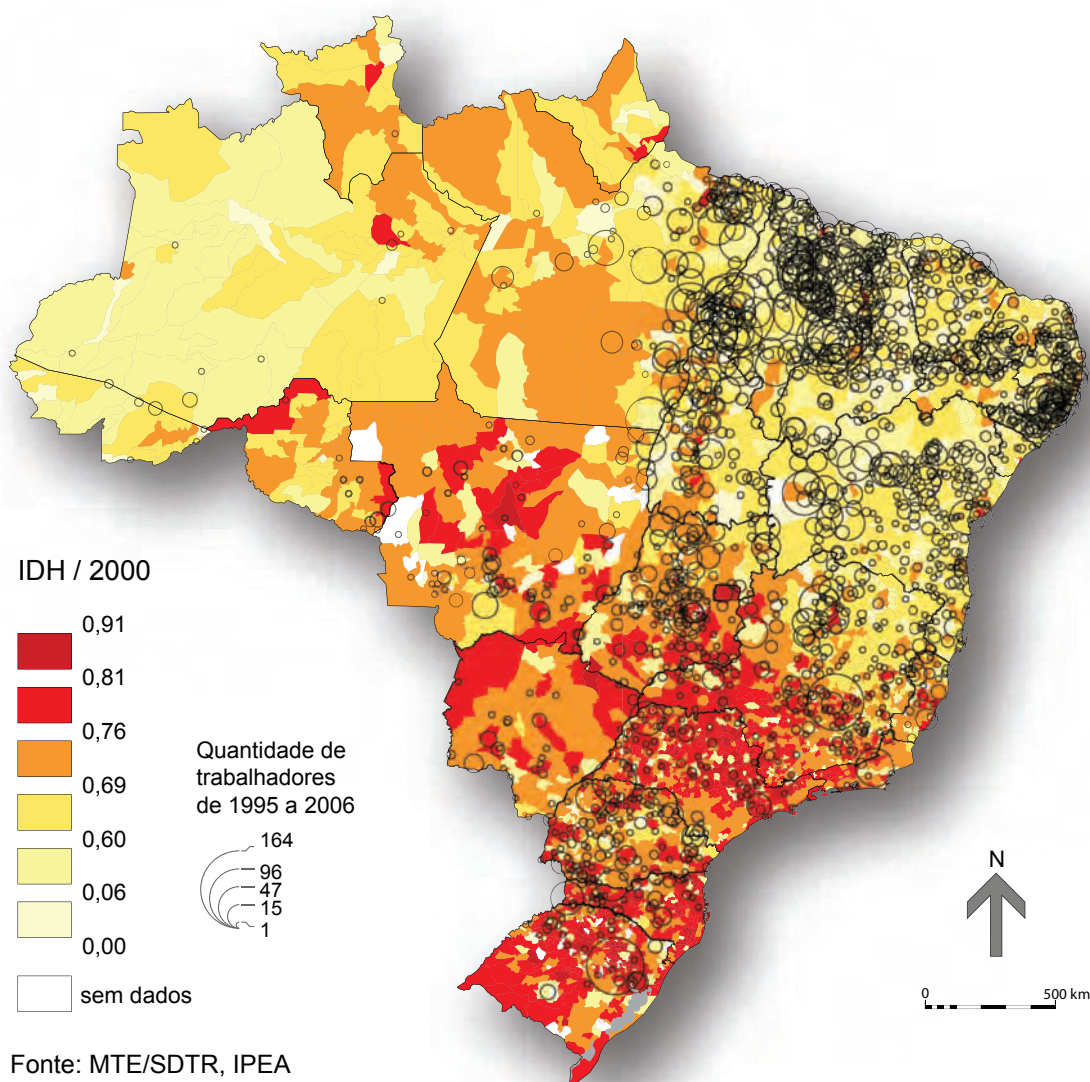 IDH / 2000
0,91
0,81
0,76
0,69
0,60
0,06
0,00
sem dados
Quantidade de
trabalhadores
de 1995 a 2006
164
96
47
15
1
N
0
500 km
Fonte: MTE/SDTR, IPEA